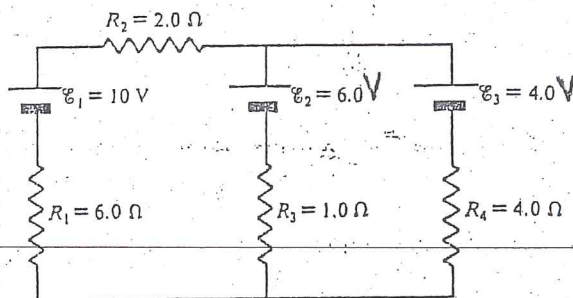 R₂ = 2.0 Ω
ℰ₁ = 10 V
ℰ₂ = 6.0 V
ℰ₃ = 4.0 V
R₁ = 6.0 Ω
R₃ = 1.0 Ω
R₄ = 4.0 Ω